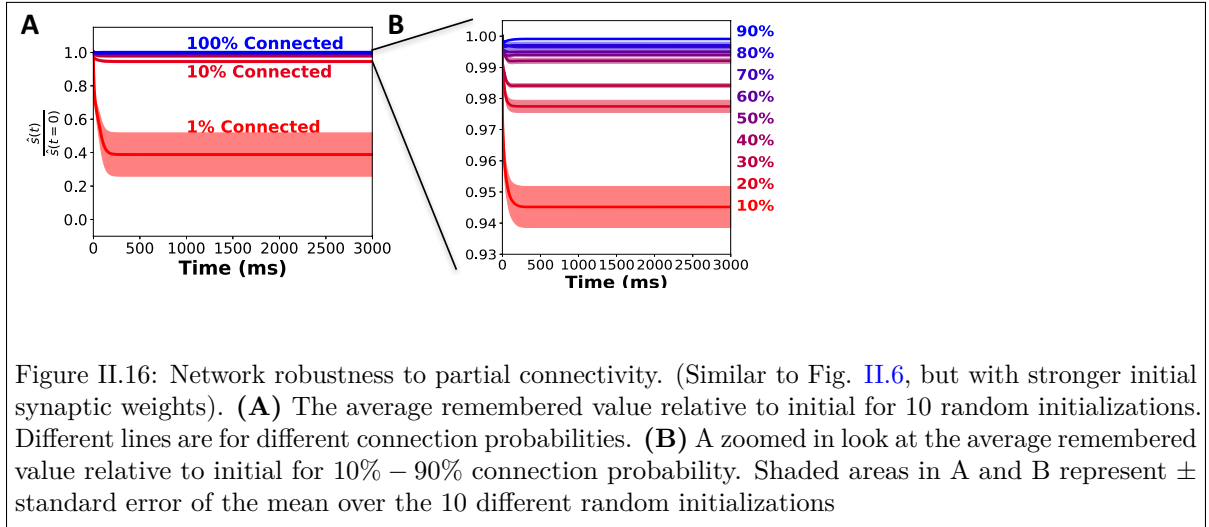 A
B
100% Connected
10% Connected
1% Connected
1.0
0.8
0.6
0.4
0.2
0.0
ŝ(t)
ŝ(t = 0)
0 500 1000 1500 2000 2500 3000
Time (ms)
1.00
0.99
0.98
0.97
0.96
0.95
0.94
0.93
0 500 1000 1500 2000 2500 3000
Time (ms)
90%
80%
70%
60%
50%
40%
30%
20%
10%
Figure II.16: Network robustness to partial connectivity. (Similar to Fig. II.6, but with stronger initial
synaptic weights). (A) The average remembered value relative to initial for 10 random initializations.
Different lines are for different connection probabilities. (B) A zoomed in look at the average remembered
value relative to initial for 10% − 90% connection probability. Shaded areas in A and B represent ±
standard error of the mean over the 10 different random initializations